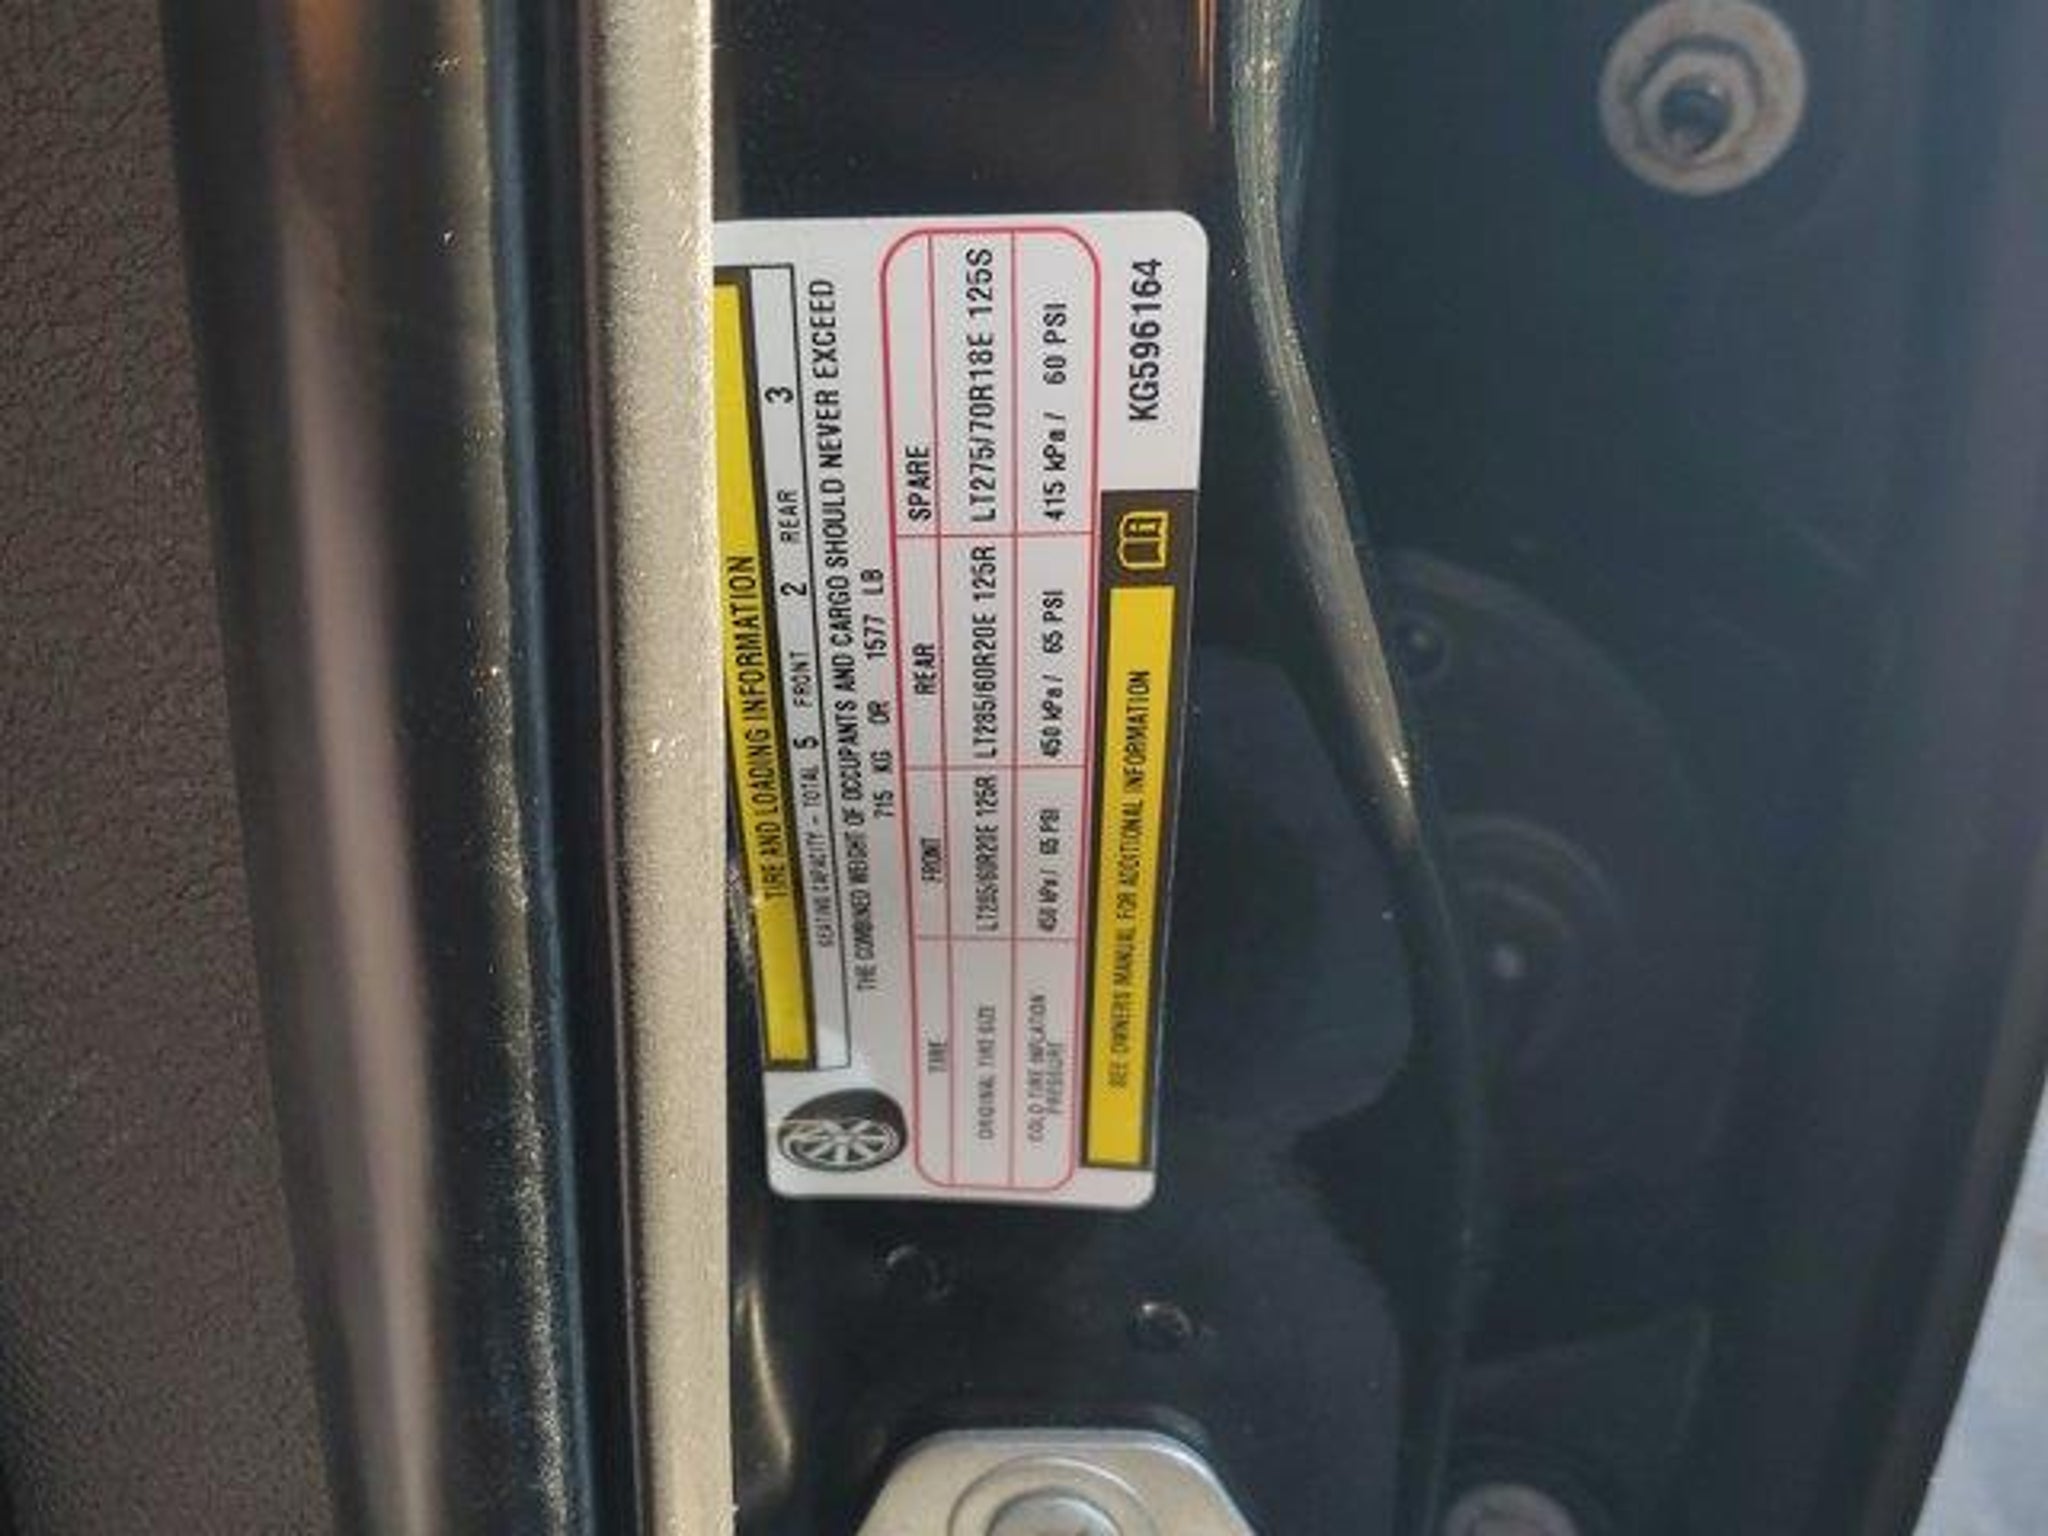 TIRE AND LOADING INFORMATION
SEATING CAPACITY - TOTAL 5 FRONT 2 REAR 3
THE COMBINED WEIGHT OF OCCUPANTS AND CARGO SHOULD NEVER EXCEED
715 KG OR 1577 LB
TIRE FRONT REAR SPARE
ORIGINAL TIRE SIZE LT285/60R20E 125R LT285/60R20E 125R LT275/70R18E 125S
COLD TIRE INFLATION PRESSURE 450 kPa / 65 PSI 450 kPa / 65 PSI 415 kPa / 60 PSI
SEE OWNERS MANUAL FOR ADDITIONAL INFORMATION
KG596164